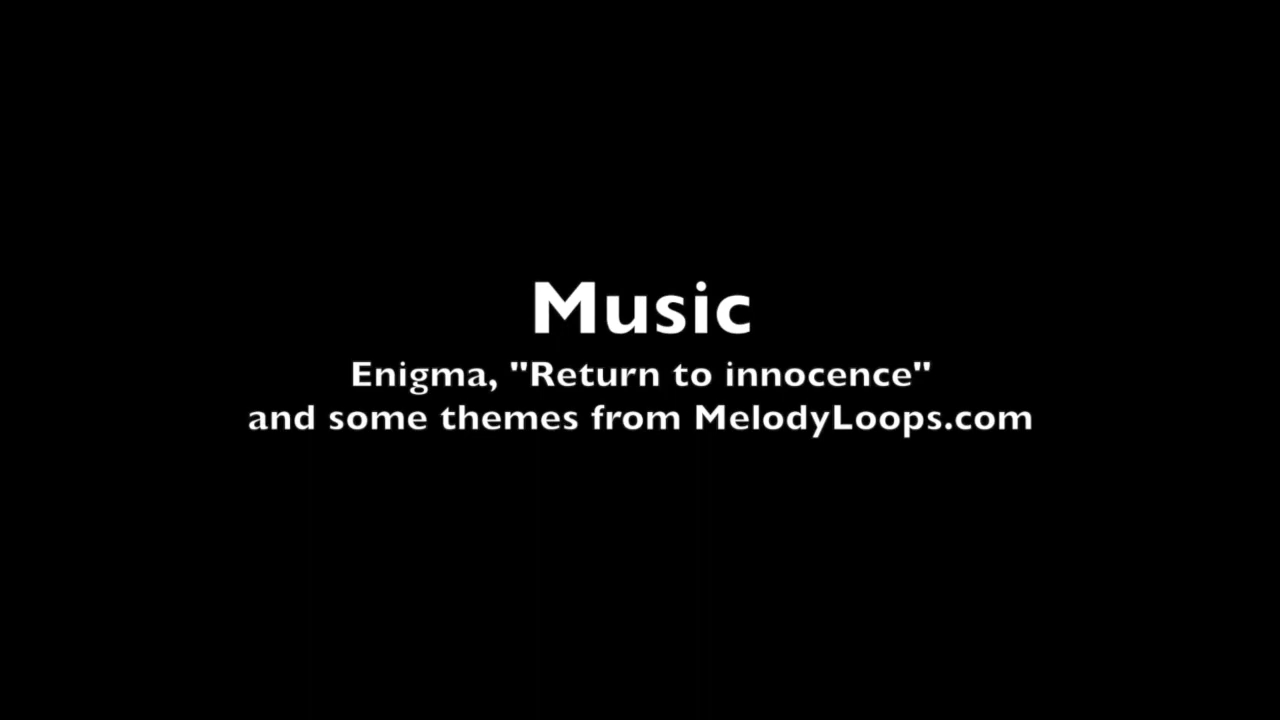 Music
Enigma, "Return to innocence"
and some themes from MelodyLoops.com